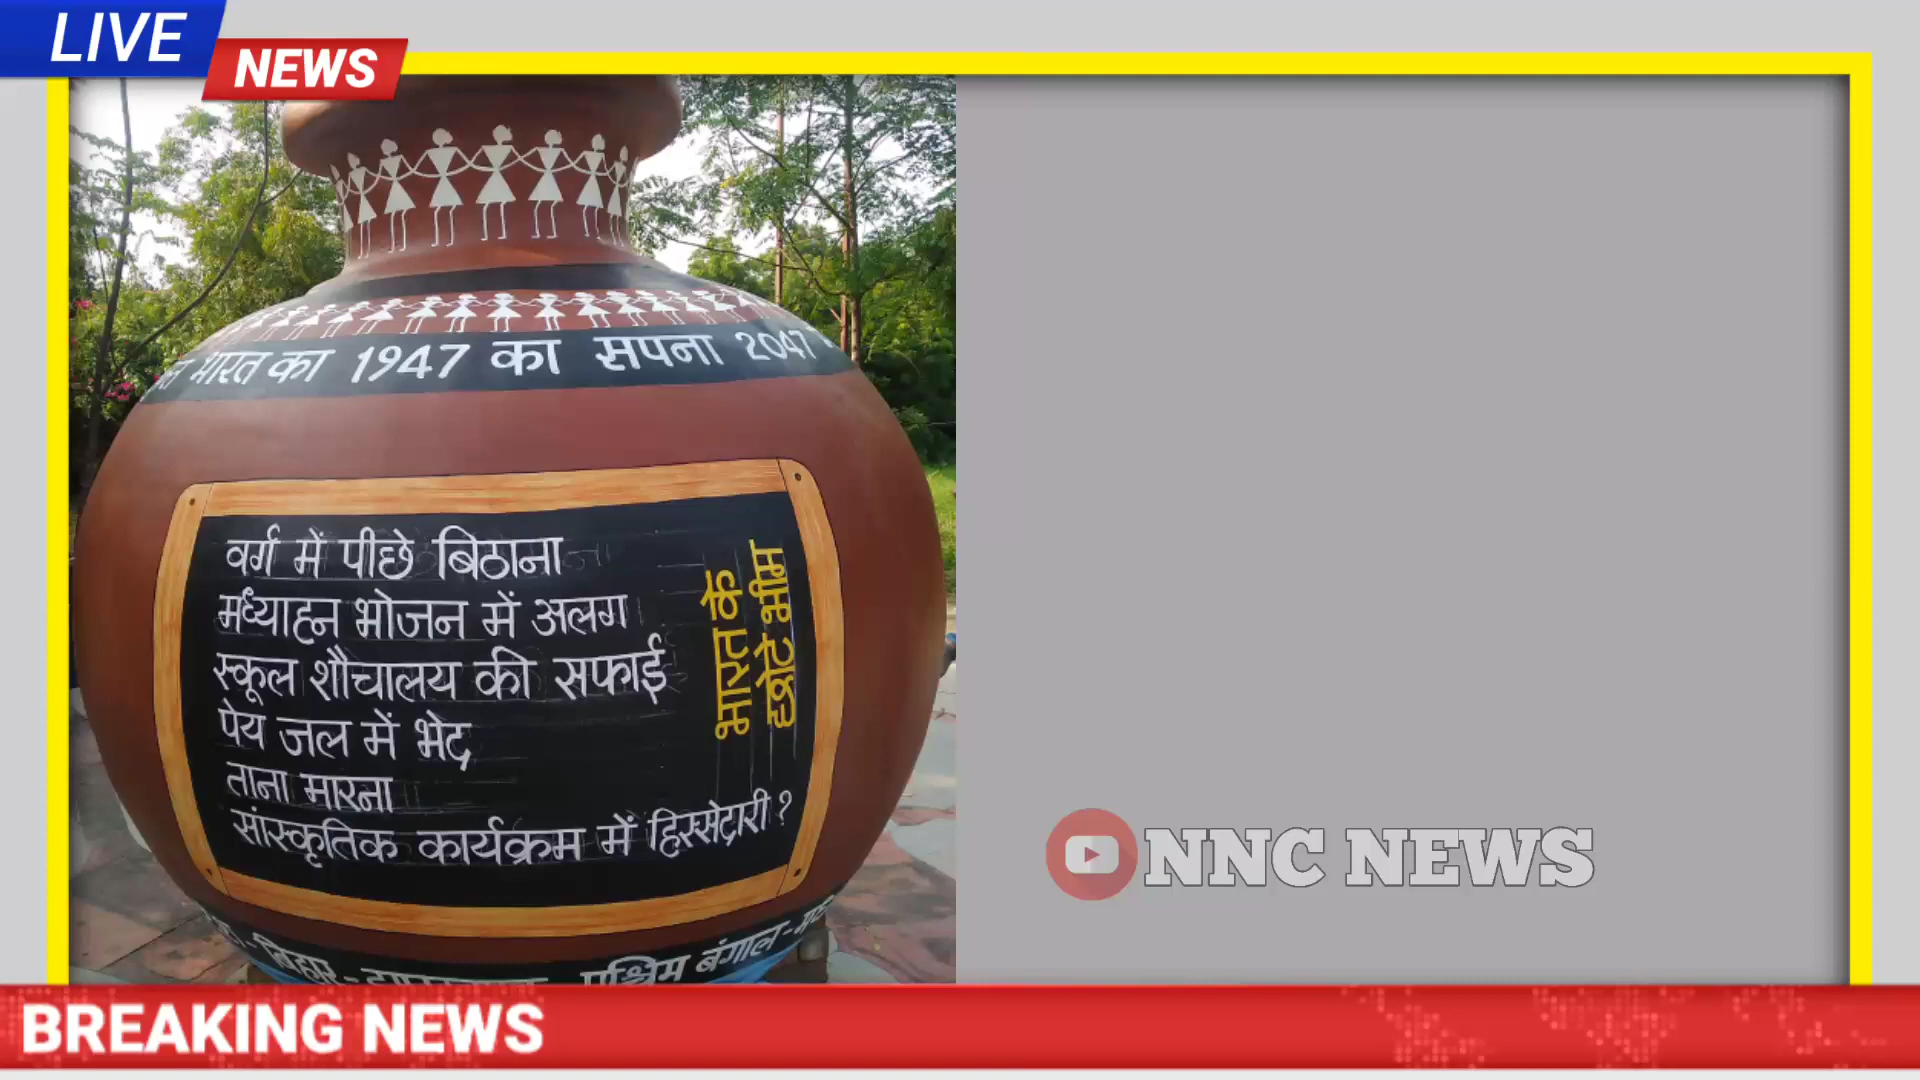 LIVE
NEWS
भारत का 1947 का सपना 2047
वर्ग में पीछे बिठाना
मध्याहन भोजन में अलग
स्कूल शौचालय की सफाई
पेय जल में भेद
ताना मारना
सांस्कृतिक कार्यक्रम में हिस्सेदारी?
भारत के
छोटे भीम
बिहार - पश्चिम बंगाल -
NNC NEWS
BREAKING NEWS